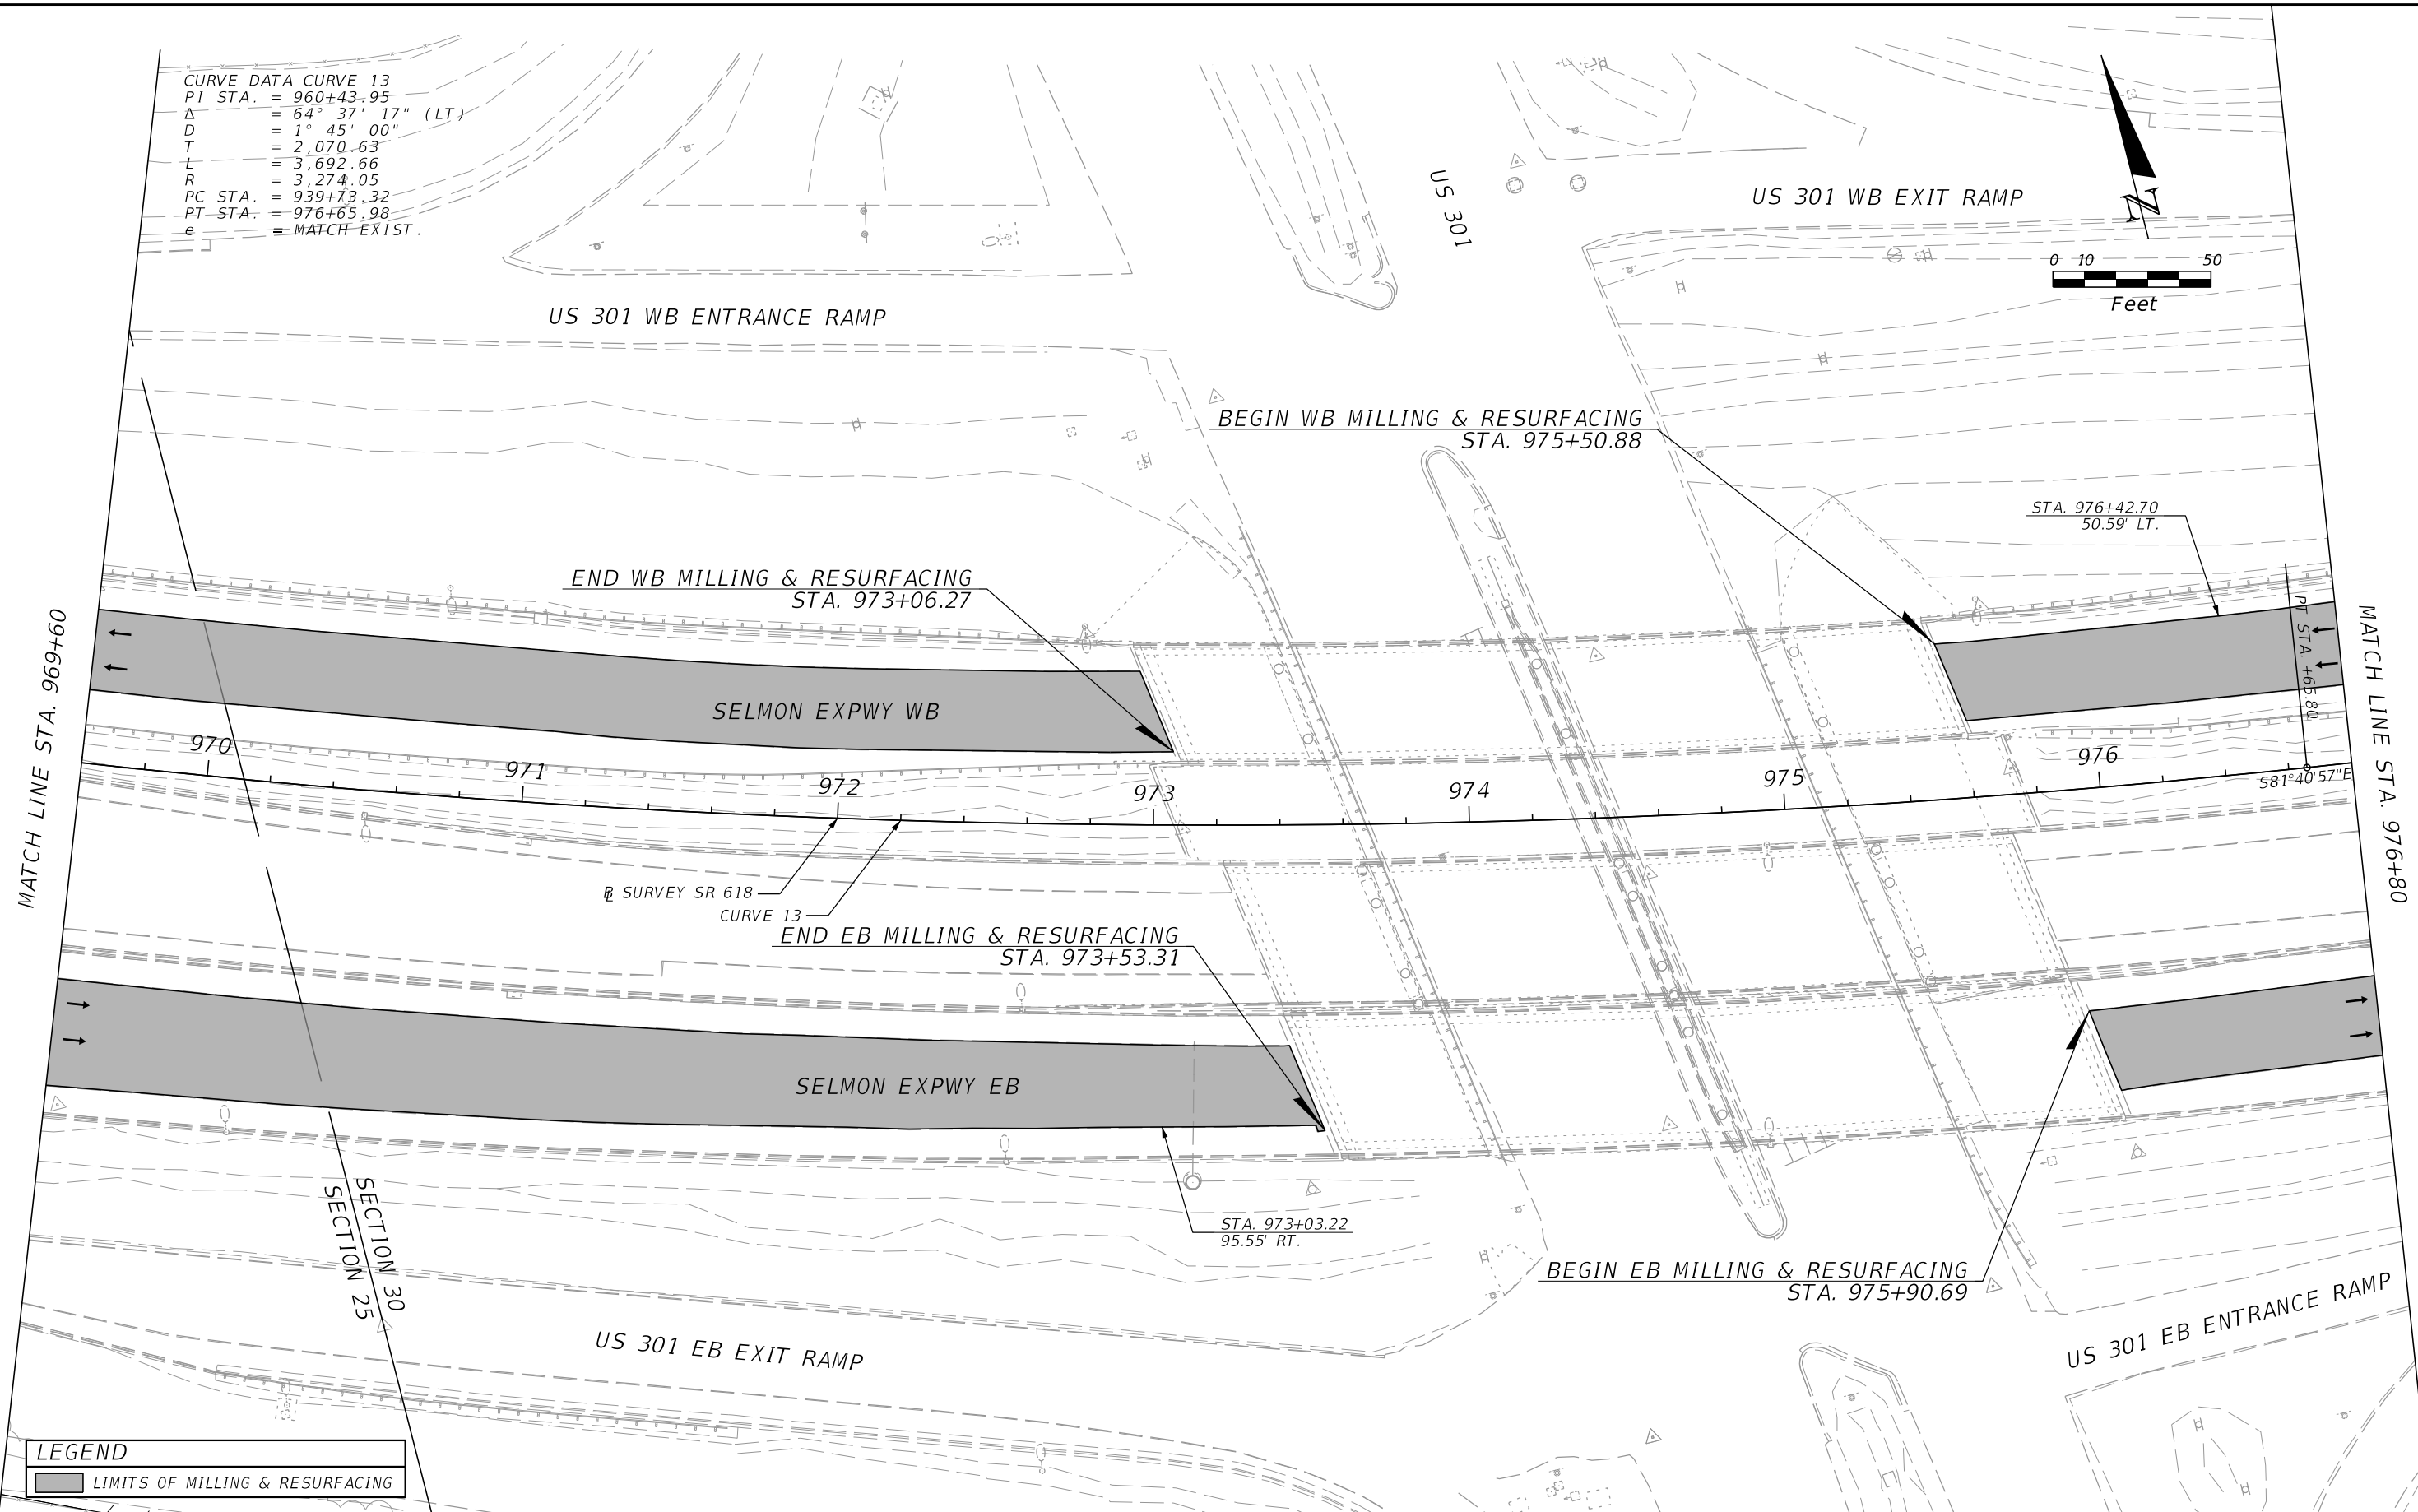 CURVE DATA CURVE 13
PI STA. = 960+43.95
Δ = 64° 37' 17" (LT)
D = 1° 45' 00"
T = 2,070.63
L = 3,692.66
R = 3,274.05
PC STA. = 939+73.32
PT STA. = 976+65.98
e = MATCH EXIST.
US 301
US 301 WB EXIT RAMP
N
0 10 50
Feet
US 301 WB ENTRANCE RAMP
BEGIN WB MILLING & RESURFACING
STA. 975+50.88
STA. 976+42.70
50.59' LT.
END WB MILLING & RESURFACING
STA. 973+06.27
PT STA. +65.80
MATCH LINE STA. 969+60
MATCH LINE STA. 976+80
SELMON EXPWY WB
970
971
972
973
974
975
976
S81°40'57"E
BL SURVEY SR 618
CURVE 13
END EB MILLING & RESURFACING
STA. 973+53.31
SELMON EXPWY EB
SECTION 30
SECTION 25
STA. 973+03.22
95.55' RT.
BEGIN EB MILLING & RESURFACING
STA. 975+90.69
US 301 EB EXIT RAMP
US 301 EB ENTRANCE RAMP
LEGEND
LIMITS OF MILLING & RESURFACING